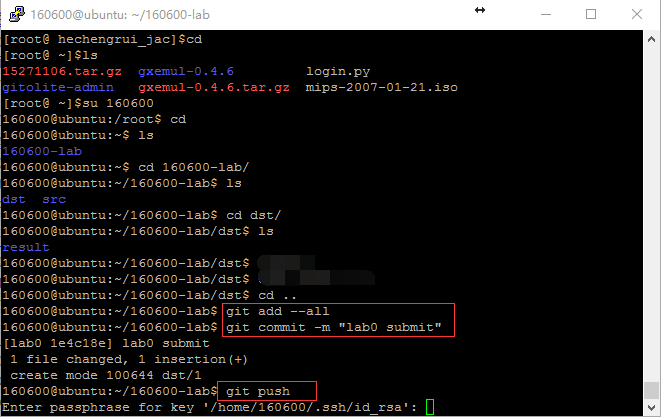 160600@ubuntu: ~/160600-lab
[root@ hechengrui_jac]$cd
[root@ ~]$ls
15271106.tar.gz  gxemul-0.4.6         login.py
gitolite-admin   gxemul-0.4.6.tar.gz  mips-2007-01-21.iso
[root@ ~]$su 160600
160600@ubuntu:/root$ cd
160600@ubuntu:~$ ls
160600-lab
160600@ubuntu:~$ cd 160600-lab/
160600@ubuntu:~/160600-lab$ ls
dst  src
160600@ubuntu:~/160600-lab$ cd dst/
160600@ubuntu:~/160600-lab/dst$ ls
result
160600@ubuntu:~/160600-lab/dst$
160600@ubuntu:~/160600-lab/dst$
160600@ubuntu:~/160600-lab/dst$ cd ..
160600@ubuntu:~/160600-lab$ git add --all
160600@ubuntu:~/160600-lab$ git commit -m "lab0 submit"
[lab0 1e4c18e] lab0 submit
 1 file changed, 1 insertion(+)
 create mode 100644 dst/1
160600@ubuntu:~/160600-lab$ git push
Enter passphrase for key '/home/160600/.ssh/id_rsa':